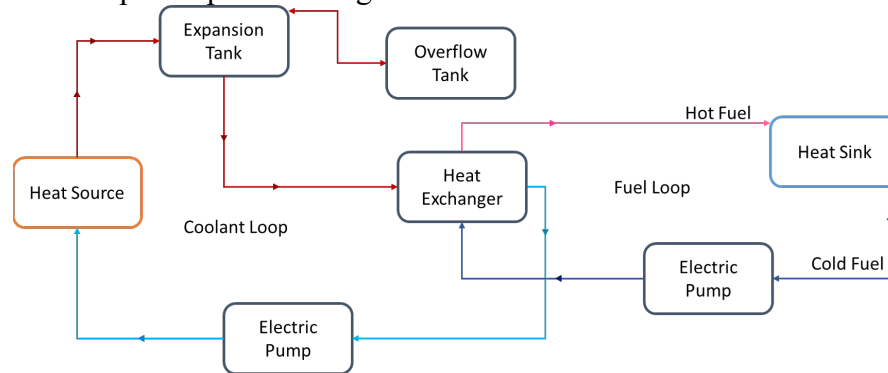 Expansion
Tank
Overflow
Tank
Hot Fuel
Heat Sink
Heat
Exchanger
Heat Source
Fuel Loop
Coolant Loop
Cold Fuel
Electric
Pump
Electric
Pump